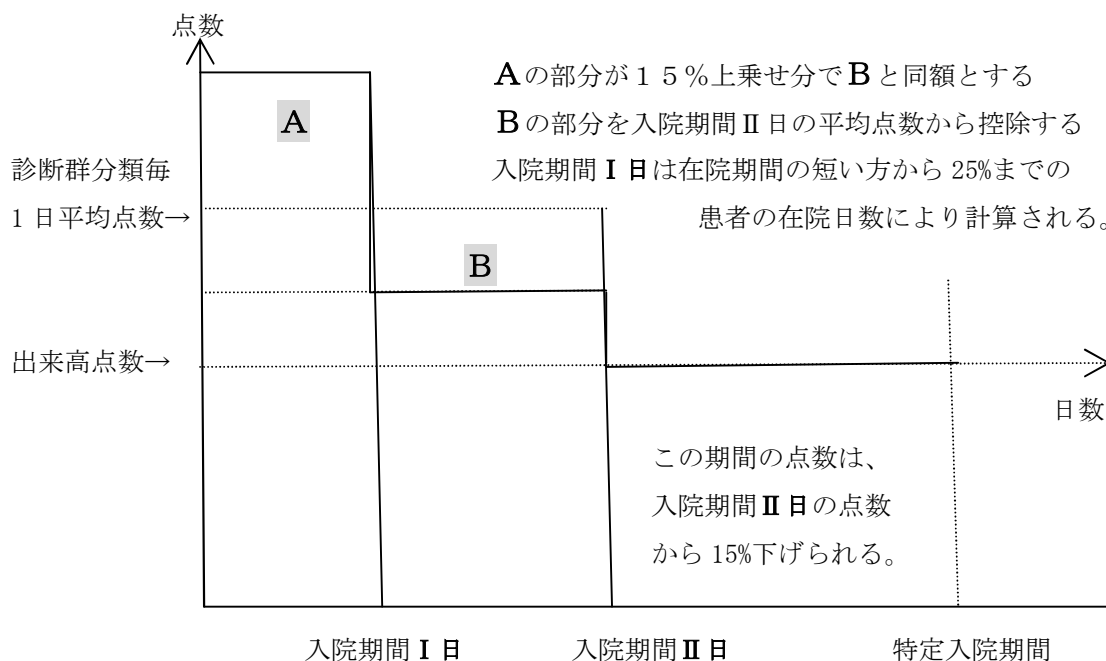 点数
Aの部分が１５％上乗せ分でBと同額とする
A
Bの部分を入院期間Ⅱ日の平均点数から控除する
診断群分類毎
入院期間Ⅰ日は在院期間の短い方から 25%までの
1 日平均点数→
患者の在院日数により計算される。
B
出来高点数→
日数
この期間の点数は、
入院期間Ⅱ日の点数
から 15%下げられる。
入院期間Ⅰ日
入院期間Ⅱ日
特定入院期間